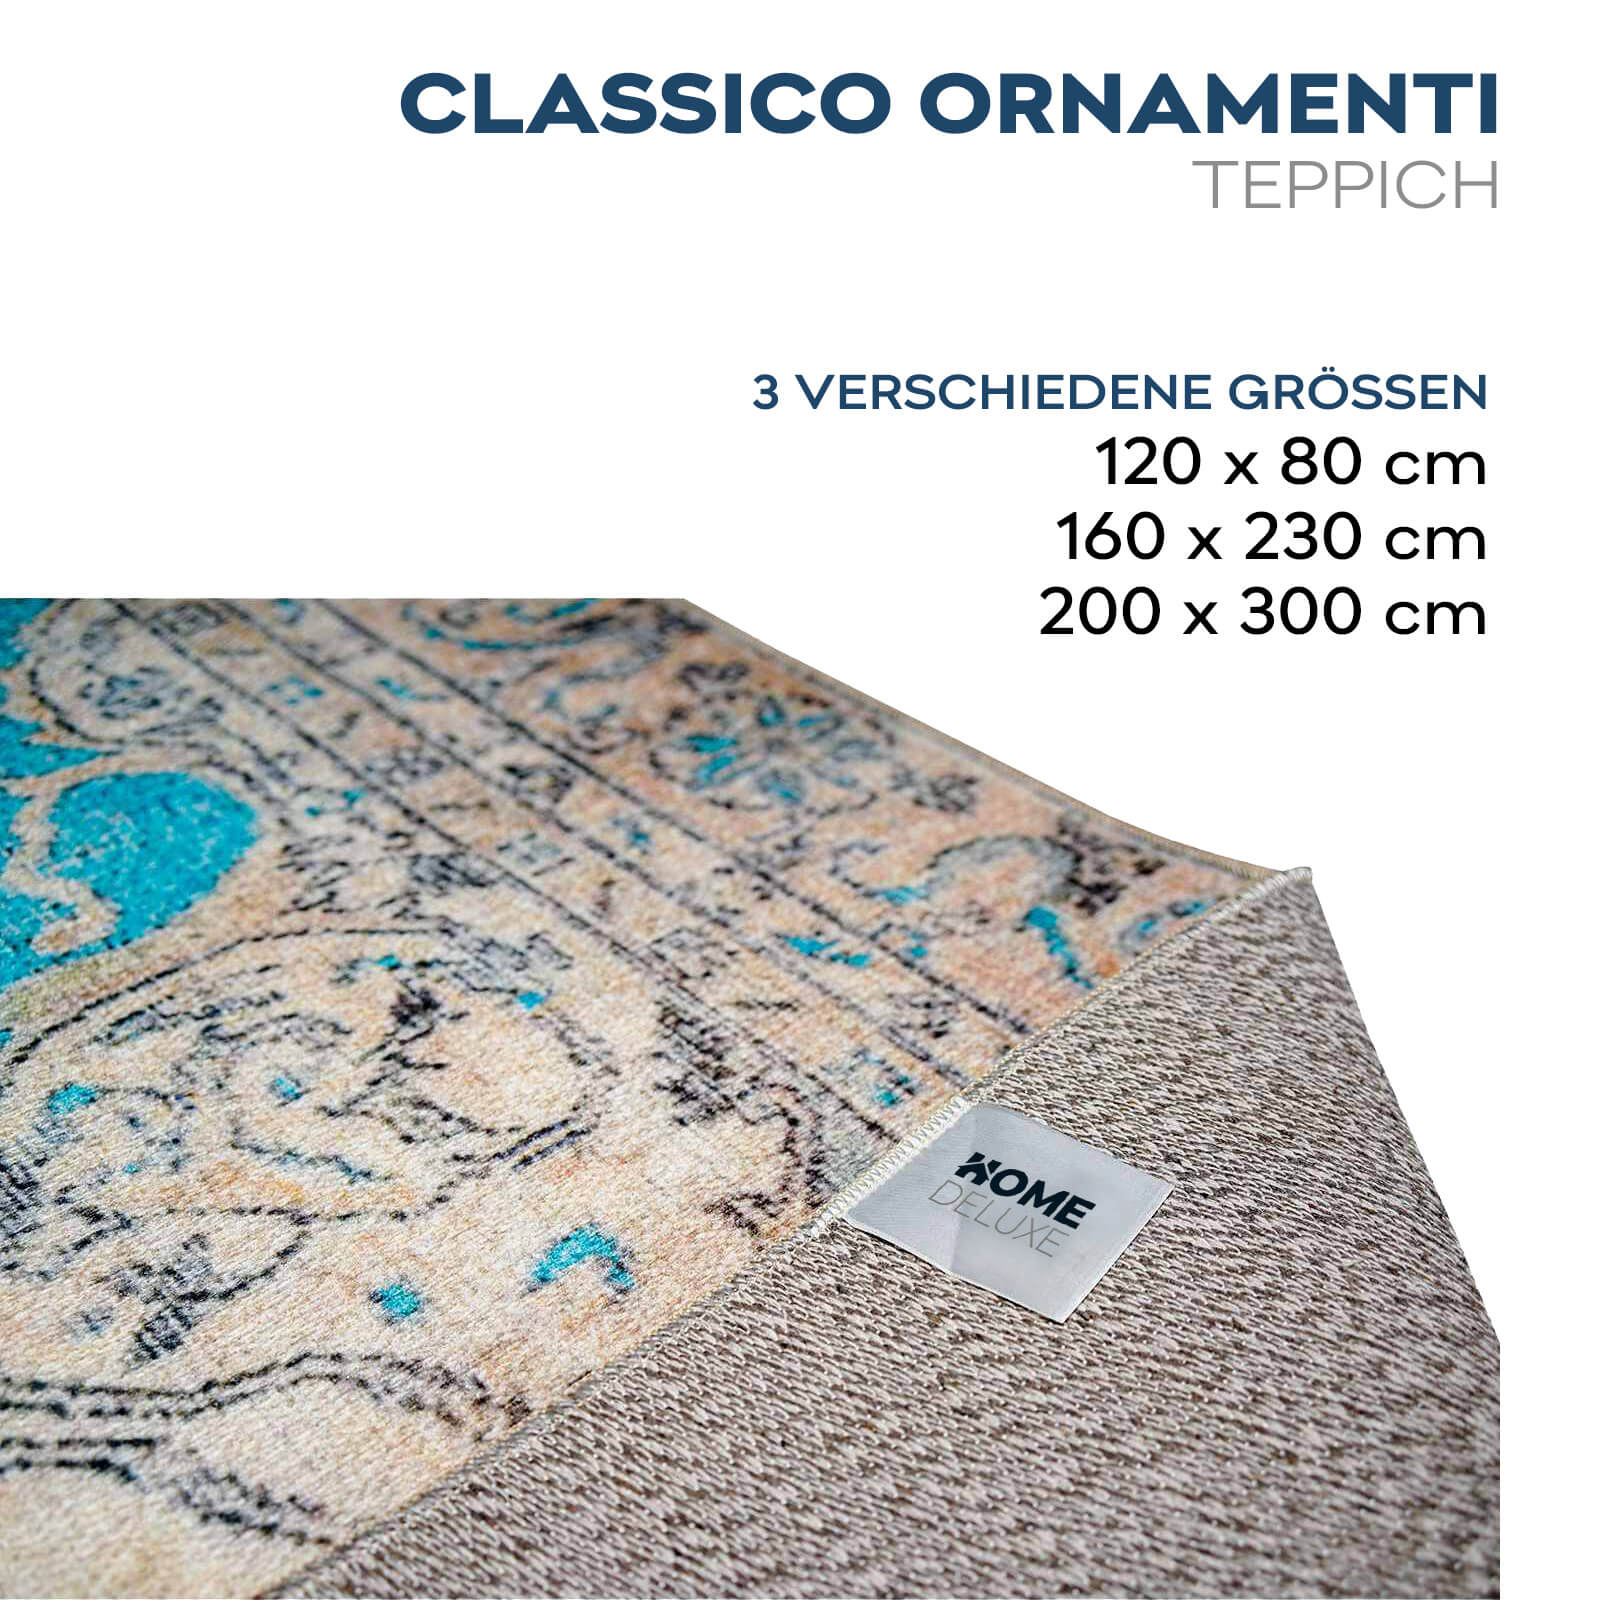 CLASSICO ORNAMENTI
TEPPICH
3 VERSCHIEDENE GRÖSSEN
120 x 80 cm
160 x 230 cm
200 x 300 cm
HOME
DELUXE